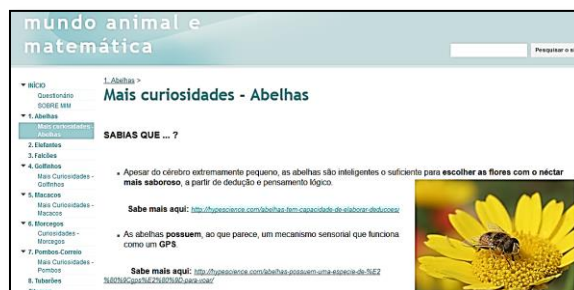 mundo animal e
matemática
Pesquisar o s
INÍCIO
Questionário
SOBRE MIM
1. Abelhas
Mais curiosidades -
Abelhas
2. Elefantes
3. Falcões
4. Golfinhos
Mais Curiosidades -
Golfinhos
5. Macacos
Mais Curiosidades -
Macacos
6. Morcegos
Curiosidades -
Morcegos
7. Pombos-Correio
Mais Curiosidades -
Pombos
8. Tubarões
1. Abelhas >
Mais curiosidades - Abelhas
SABIAS QUE ... ?
Apesar do cérebro extremamente pequeno, as abelhas são inteligentes o suficiente para escolher as flores com o néctar
mais saboroso, a partir de dedução e pensamento lógico.
Sabe mais aqui: http://hypescience.com/abelhas-tem-capacidade-de-elaborar-deducoes/
As abelhas possuem, ao que parece, um mecanismo sensorial que funciona
como um GPS.
Sabe mais aqui: http://hypescience.com/abelhas-possuem-uma-especie-de-%E2
%80%9Cgps%E2%80%9D-para-voar/